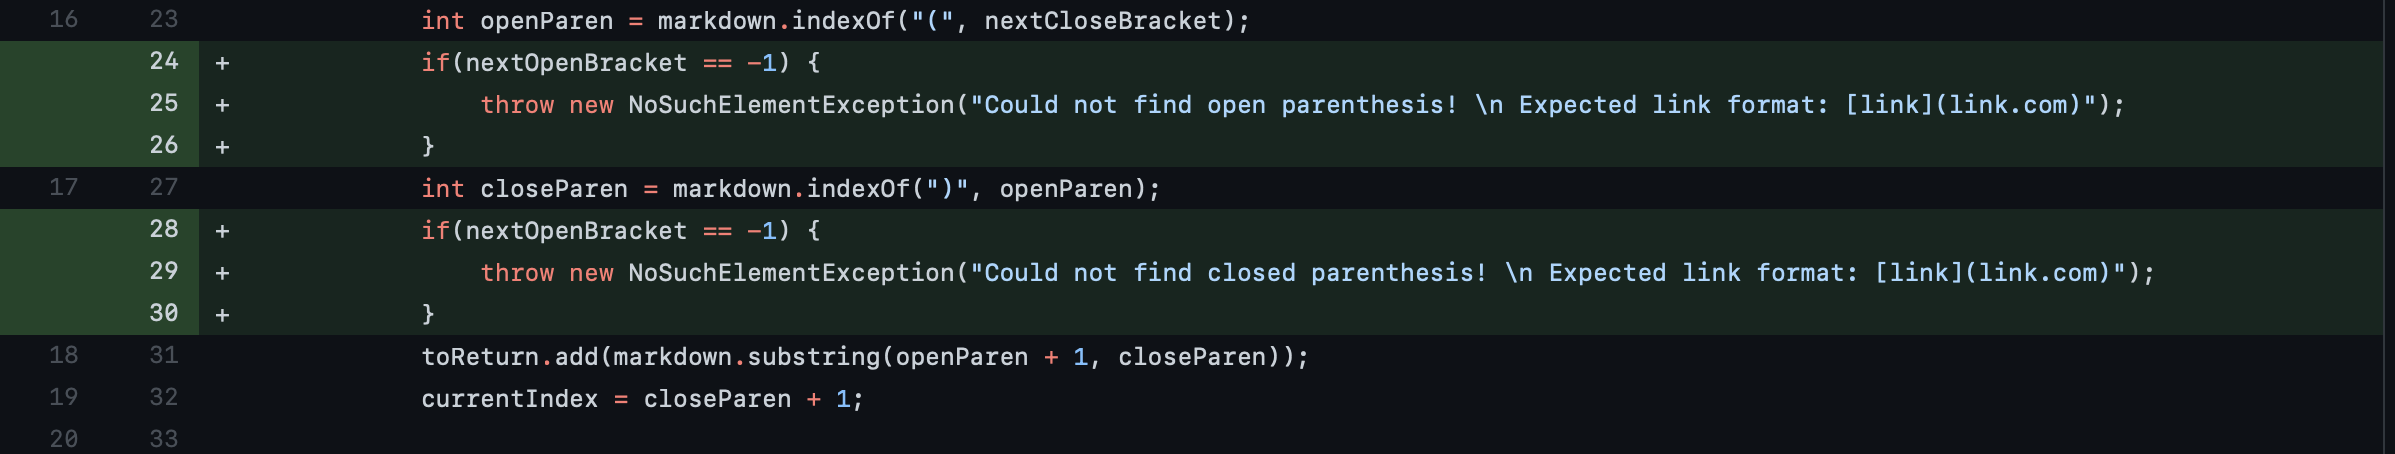 16 23 int openParen = markdown.indexOf("(", nextCloseBracket);
24 + if(nextOpenBracket == -1) {
25 + throw new NoSuchElementException("Could not find open parenthesis! \n Expected link format: [link](link.com)");
26 + }
17 27 int closeParen = markdown.indexOf(")", openParen);
28 + if(nextOpenBracket == -1) {
29 + throw new NoSuchElementException("Could not find closed parenthesis! \n Expected link format: [link](link.com)");
30 + }
18 31 toReturn.add(markdown.substring(openParen + 1, closeParen));
19 32 currentIndex = closeParen + 1;
20 33